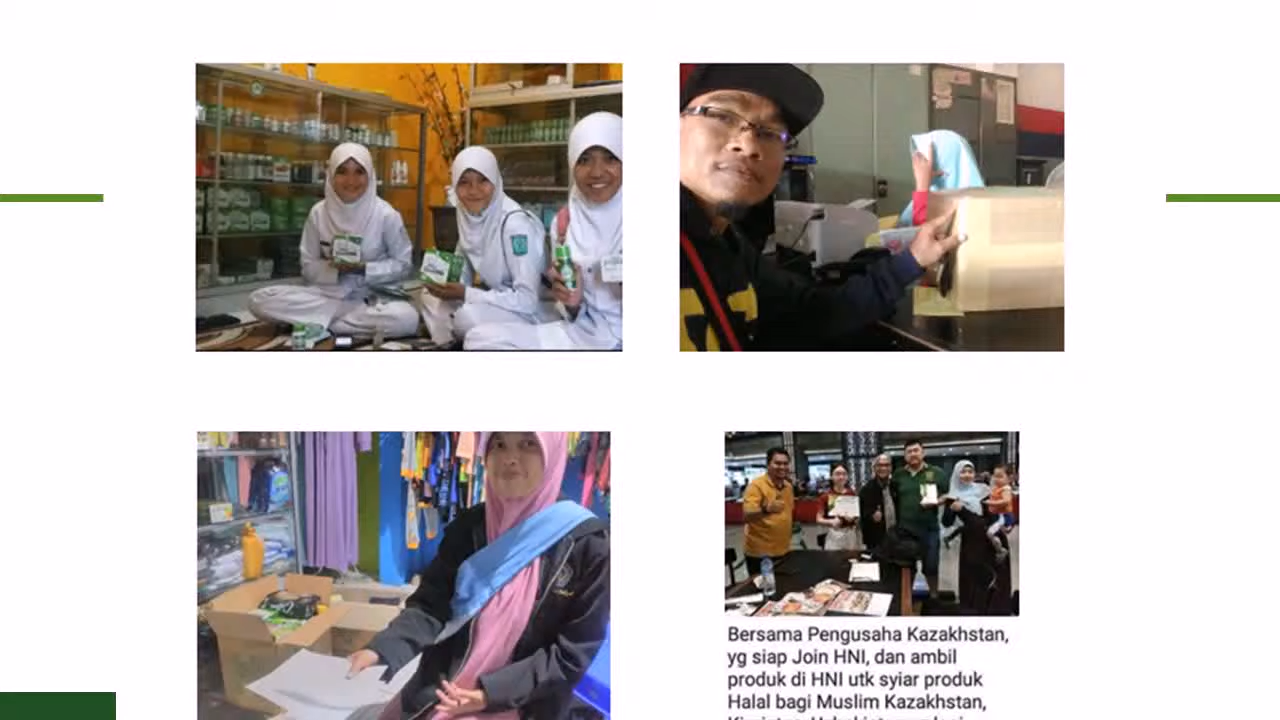 Bersama Pengusaha Kazakhstan,
yg siap Join HNI, dan ambil
produk di HNI utk syiar produk
Halal bagi Muslim Kazakhstan,